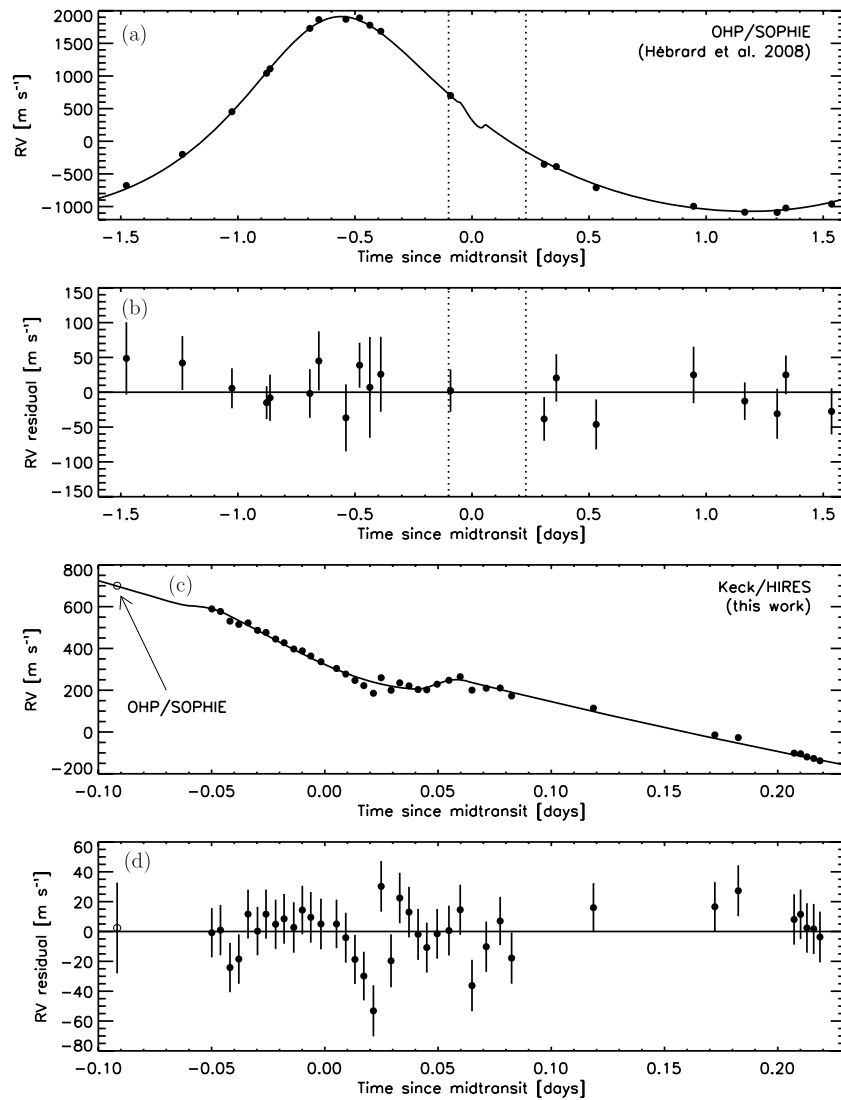 (a)
OHP/SOPHIE
(Hébrard et al. 2008)
RV [m s⁻¹]
2000
1500
1000
500
0
−500
−1000
−1.5 −1.0 −0.5 0.0 0.5 1.0 1.5
Time since midtransit [days]
(b)
RV residual [m s⁻¹]
150
100
50
0
−50
−100
−150
−1.5 −1.0 −0.5 0.0 0.5 1.0 1.5
Time since midtransit [days]
(c)
Keck/HIRES
(this work)
OHP/SOPHIE
RV [m s⁻¹]
800
600
400
200
0
−200
−0.10 −0.05 0.00 0.05 0.10 0.15 0.20
Time since midtransit [days]
(d)
RV residual [m s⁻¹]
60
40
20
0
−20
−40
−60
−80
−0.10 −0.05 0.00 0.05 0.10 0.15 0.20
Time since midtransit [days]